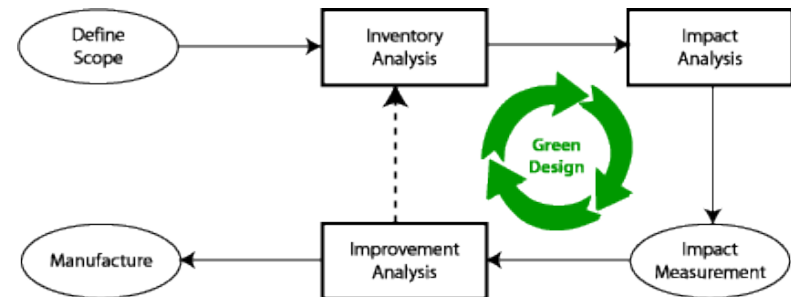 Define
Scope
Inventory
Analysis
Impact
Analysis
Green
Design
Manufacture
Improvement
Analysis
Impact
Measurement